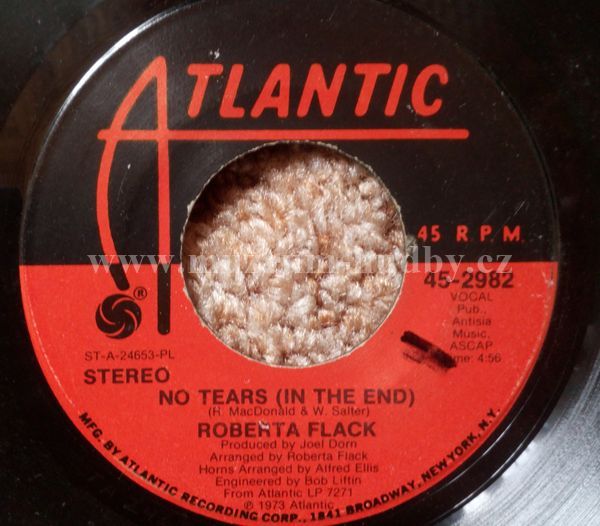 ATLANTIC
45 R.P.M.
www.muzeum-hudby.cz
®
45-2982
VOCAL
Pub.,
Antisia
Music,
ASCAP
Time: 4:56
ST-A-24653-PL
STEREO
NO TEARS (IN THE END)
(R. MacDonald & W. Salter)
ROBERTA FLACK
Produced by Joel Dorn
Arranged by Roberta Flack
Horns Arranged by Alfred Ellis
Engineered by Bob Liftin
From Atlantic LP 7271
℗ 1973 Atlantic
MFG. BY ATLANTIC RECORDING CORP., 1841 BROADWAY, NEW YORK, N.Y.